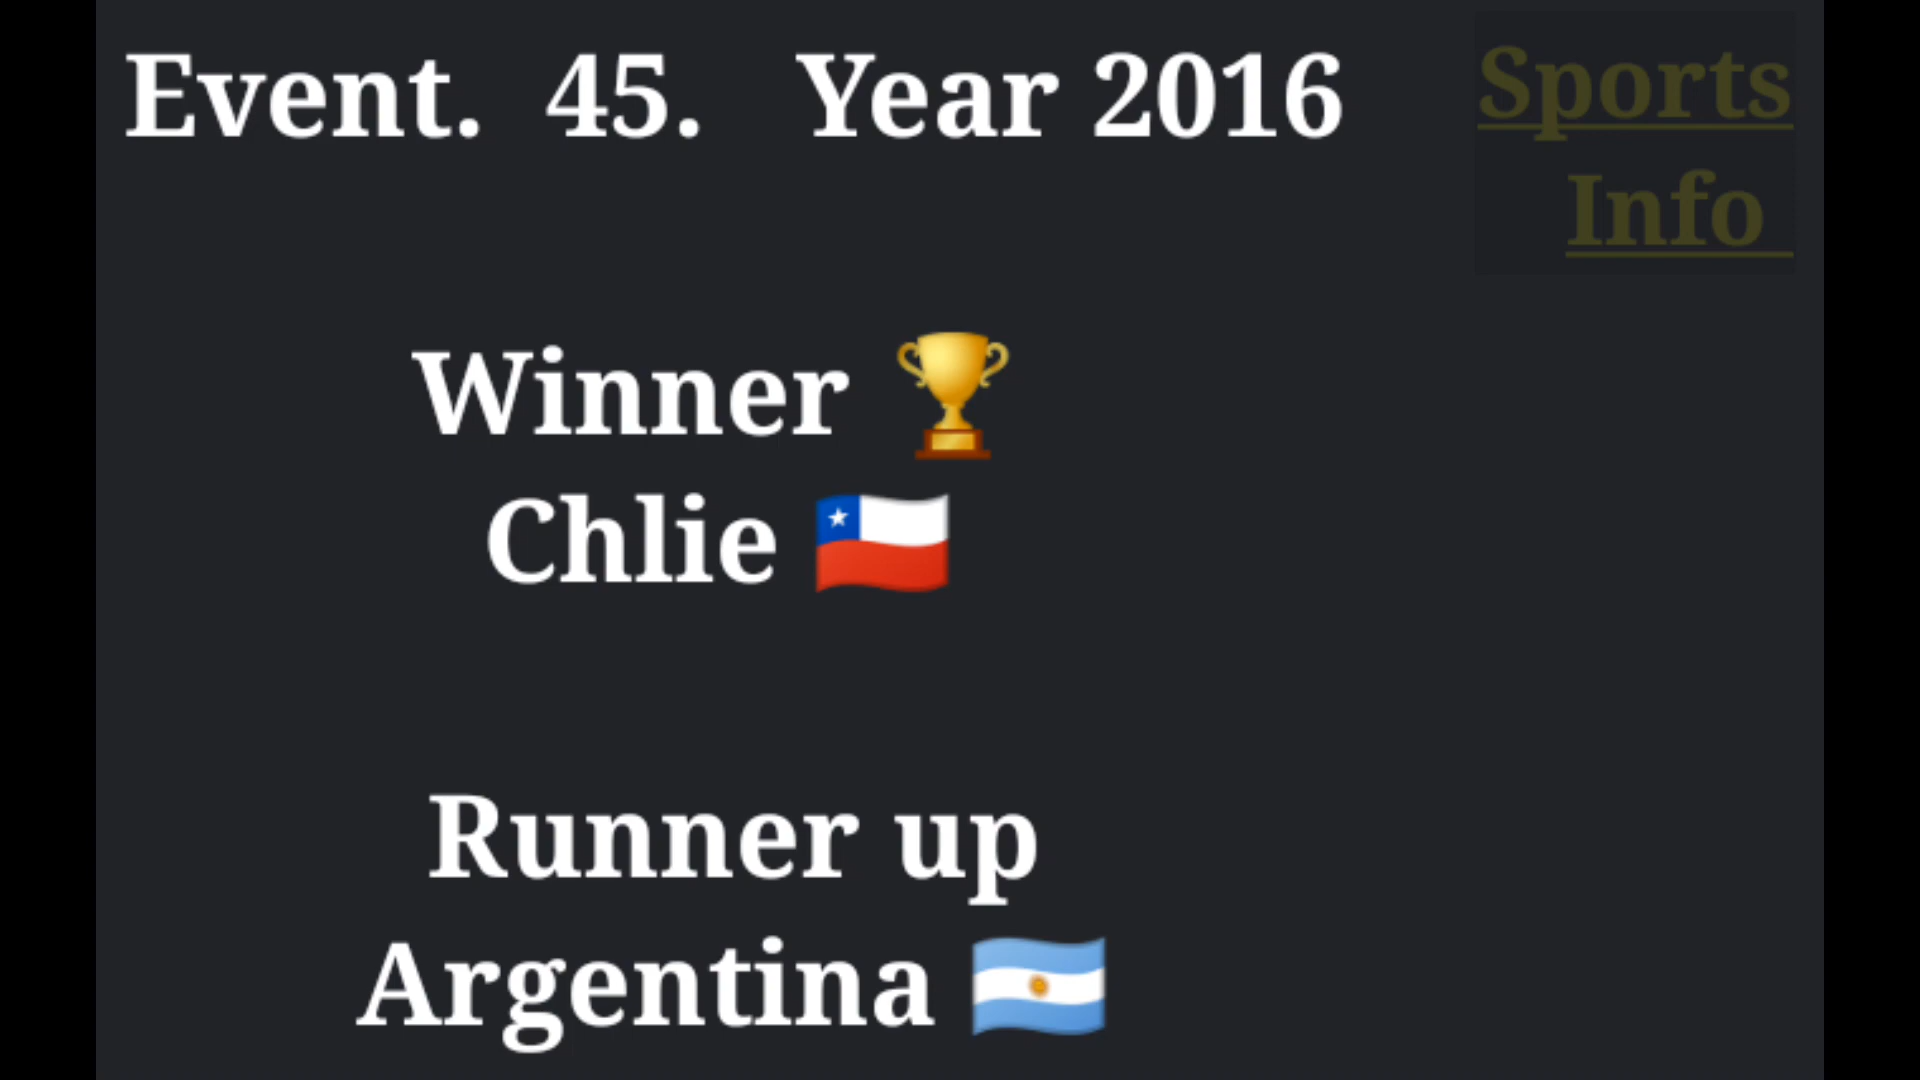 Event. 45. Year 2016
Sports
Info
Winner 🏆
Chlie 🇨🇱
Runner up
Argentina 🇦🇷